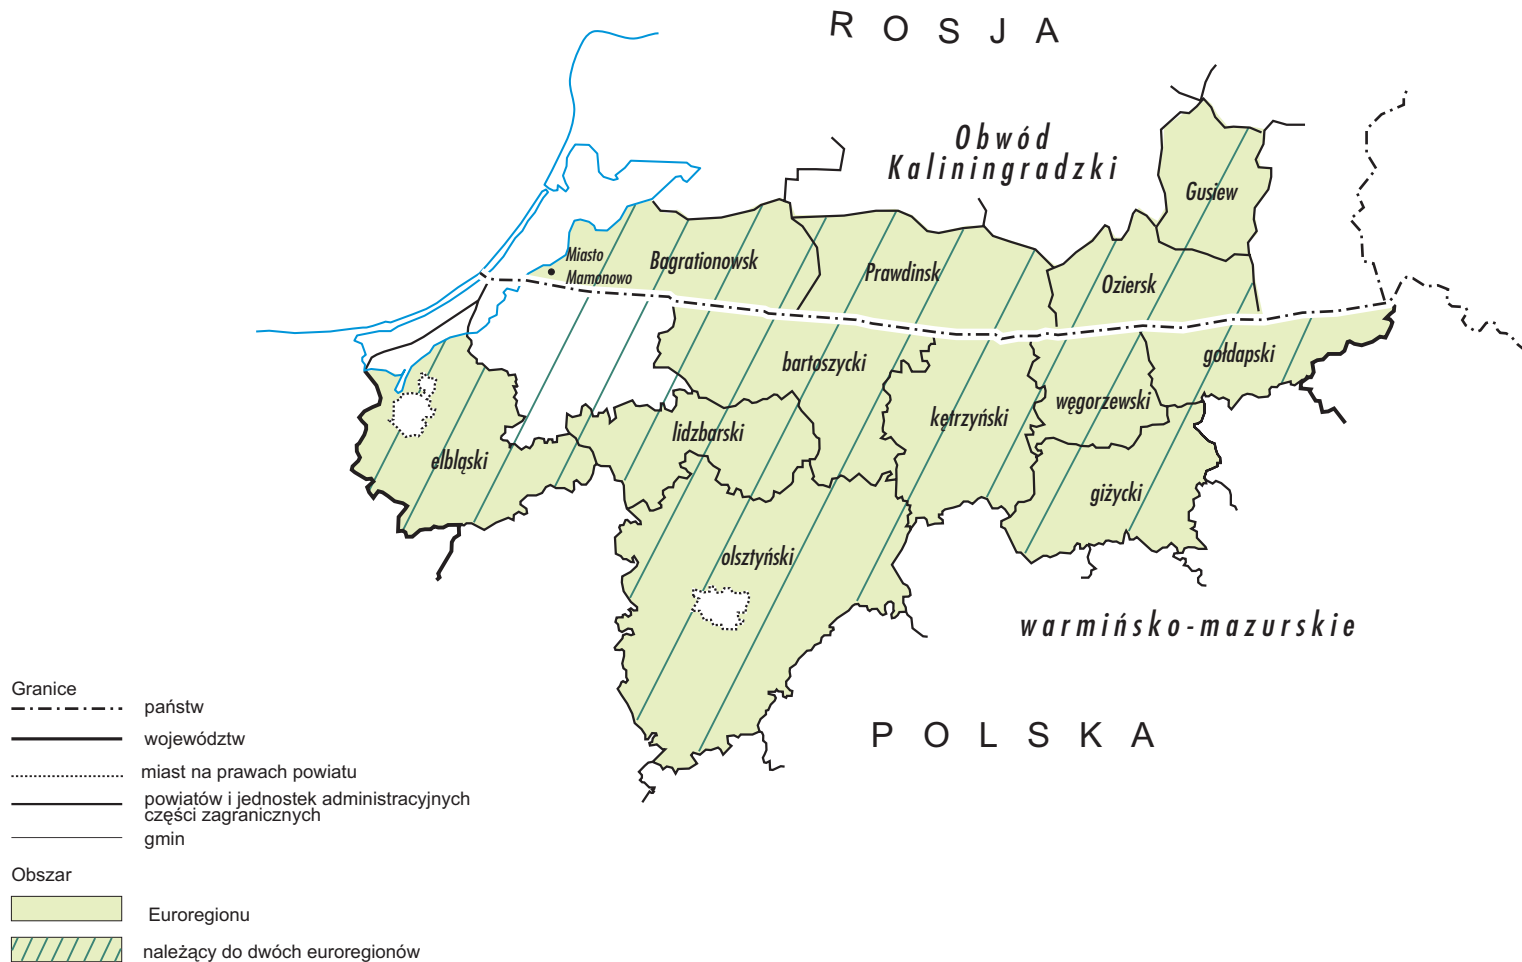 R O S J A
Obwód
Kaliningradzki
Gusiew
Miasto
Mamonowo
Bagrationowsk
Prawdinsk
Oziersk
bartoszycki
gołdapski
węgorzewski
kętrzyński
lidzbarski
elbląski
giżycki
olsztyński
warmińsko-mazurskie
P O L S K A
Granice
państw
województw
miast na prawach powiatu
powiatów i jednostek administracyjnych
części zagranicznych
gmin
Obszar
Euroregionu
należący do dwóch euroregionów